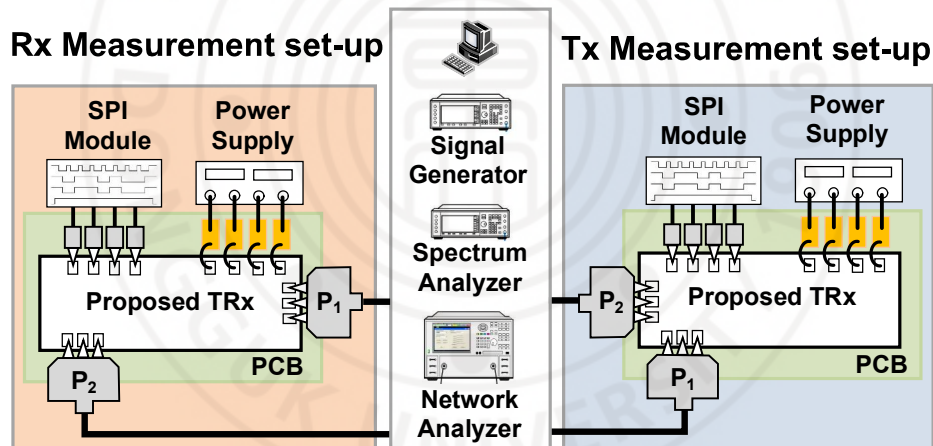 Rx Measurement set-up
Tx Measurement set-up
SPI
Module
Power
Supply
Proposed TRx
P1
P2
PCB
Signal
Generator
Spectrum
Analyzer
Network
Analyzer
SPI
Module
Power
Supply
P2
Proposed TRx
P1
PCB